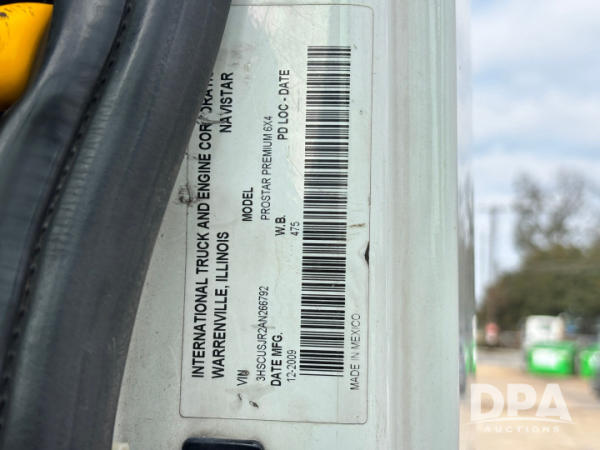 INTERNATIONAL TRUCK AND ENGINE CORPORATION
NAVISTAR
WARRENVILLE, ILLINOIS
VIN
MODEL
3HSCUSJR2AN266792
PROSTAR PREMIUM 6X4
DATE MFG.
W.B.
PD LOC - DATE
12-2009
475
MADE IN MEXICO
DPA
AUCTIONS